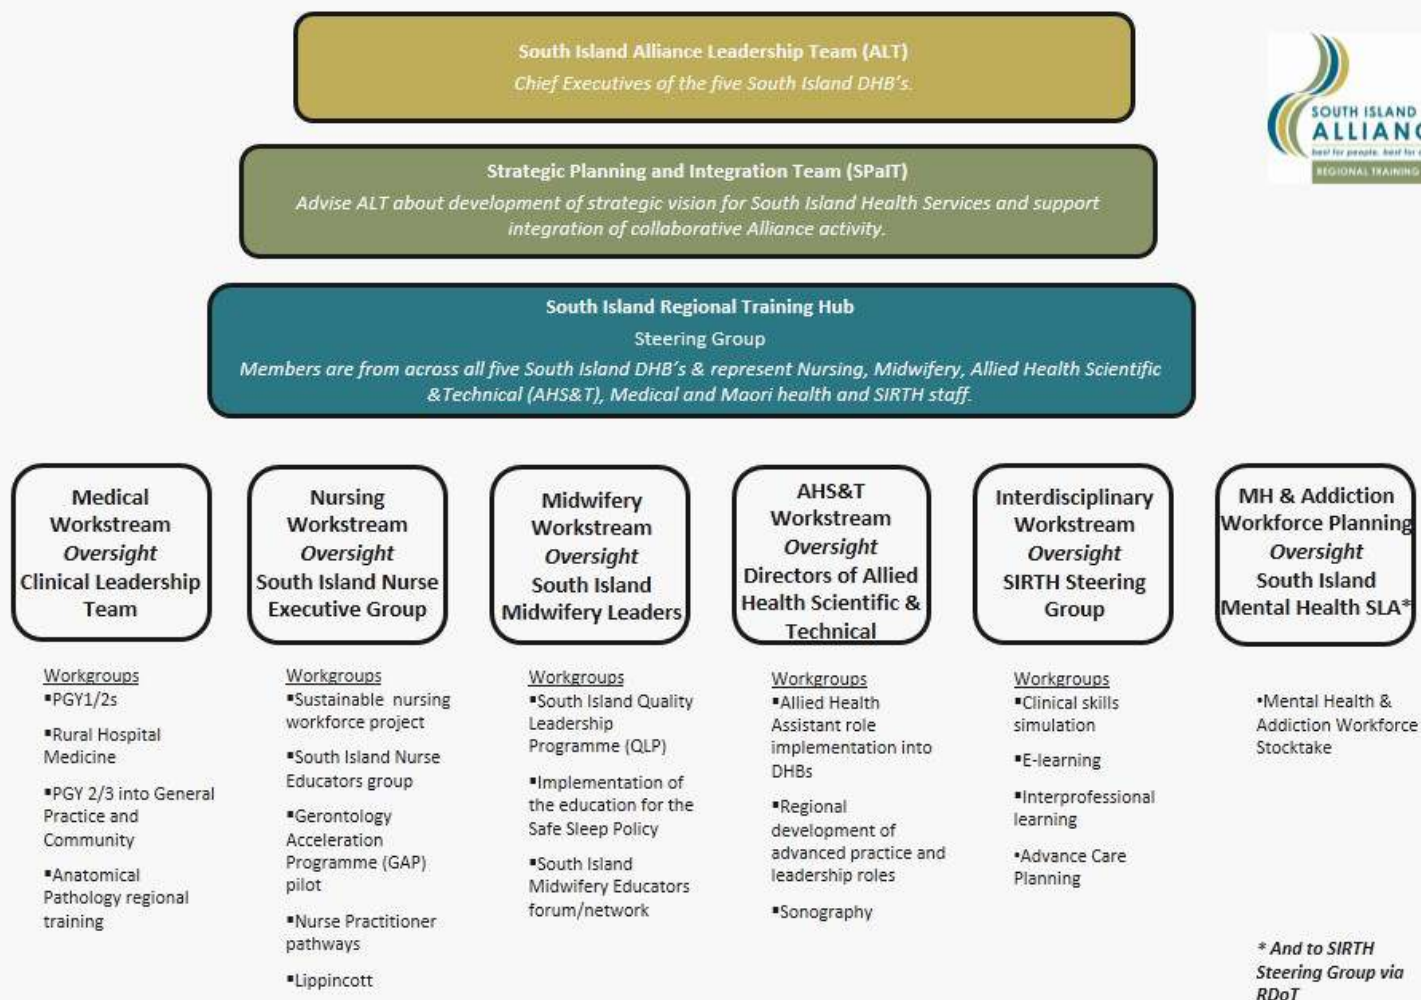 South Island Alliance Leadership Team (ALT)
Chief Executives of the five South Island DHB's.
SOUTH ISLAND
ALLIANC
best for people, best for
REGIONAL TRAINING
Strategic Planning and Integration Team (SPaIT)
Advise ALT about development of strategic vision for South Island Health Services and support
integration of collaborative Alliance activity.
South Island Regional Training Hub
Steering Group
Members are from across all five South Island DHB's & represent Nursing, Midwifery, Allied Health Scientific
&Technical (AHS&T), Medical and Maori health and SIRTH staff.
Medical
Workstream
Oversight
Clinical Leadership
Team
Workgroups
▪PGY1/2s
▪Rural Hospital
Medicine
▪PGY 2/3 into General
Practice and
Community
▪Anatomical
Pathology regional
training
Nursing
Workstream
Oversight
South Island Nurse
Executive Group
Workgroups
▪Sustainable nursing
workforce project
▪South Island Nurse
Educators group
▪Gerontology
Acceleration
Programme (GAP)
pilot
▪Nurse Practitioner
pathways
▪Lippincott
Midwifery
Workstream
Oversight
South Island
Midwifery Leaders
Workgroups
▪South Island Quality
Leadership
Programme (QLP)
▪Implementation of
the education for the
Safe Sleep Policy
▪South Island
Midwifery Educators
forum/network
AHS&T
Workstream
Oversight
Directors of Allied
Health Scientific &
Technical
Workgroups
▪Allied Health
Assistant role
implementation into
DHBs
▪Regional
development of
advanced practice and
leadership roles
▪Sonography
Interdisciplinary
Workstream
Oversight
SIRTH Steering
Group
Workgroups
▪Clinical skills
simulation
▪E-learning
▪Interprofessional
learning
•Advance Care
Planning
MH & Addiction
Workforce Planning
Oversight
South Island
Mental Health SLA*
•Mental Health &
Addiction Workforce
Stocktake
* And to SIRTH
Steering Group via
RDoT